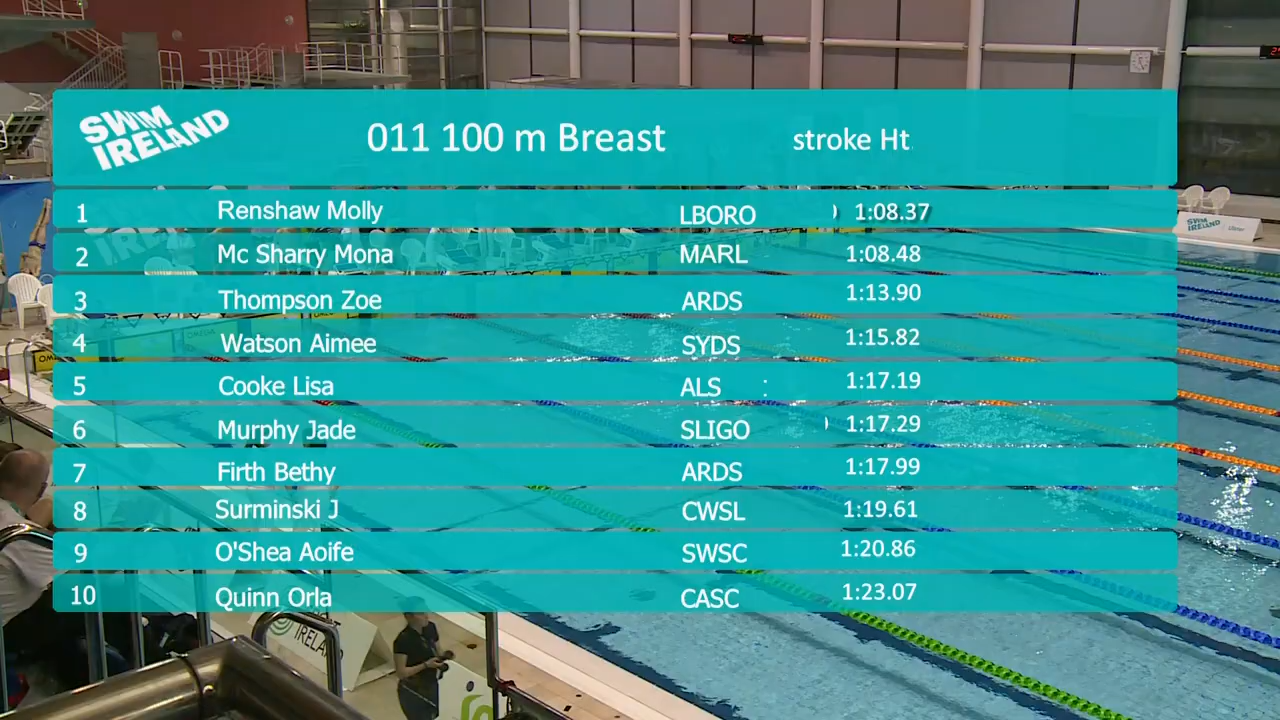 SWIM IRELAND
011 100 m Breast stroke Ht
1 Renshaw Molly LBORO ) 1:08.37
2 Mc Sharry Mona MARL 1:08.48
3 Thompson Zoe ARDS 1:13.90
4 Watson Aimee SYDS 1:15.82
5 Cooke Lisa ALS : 1:17.19
6 Murphy Jade SLIGO ) 1:17.29
7 Firth Bethy ARDS 1:17.99
8 Surminski J CWSL 1:19.61
9 O'Shea Aoife SWSC 1:20.86
10 Quinn Orla CASC 1:23.07
SWIM IRELAND
IRELAND